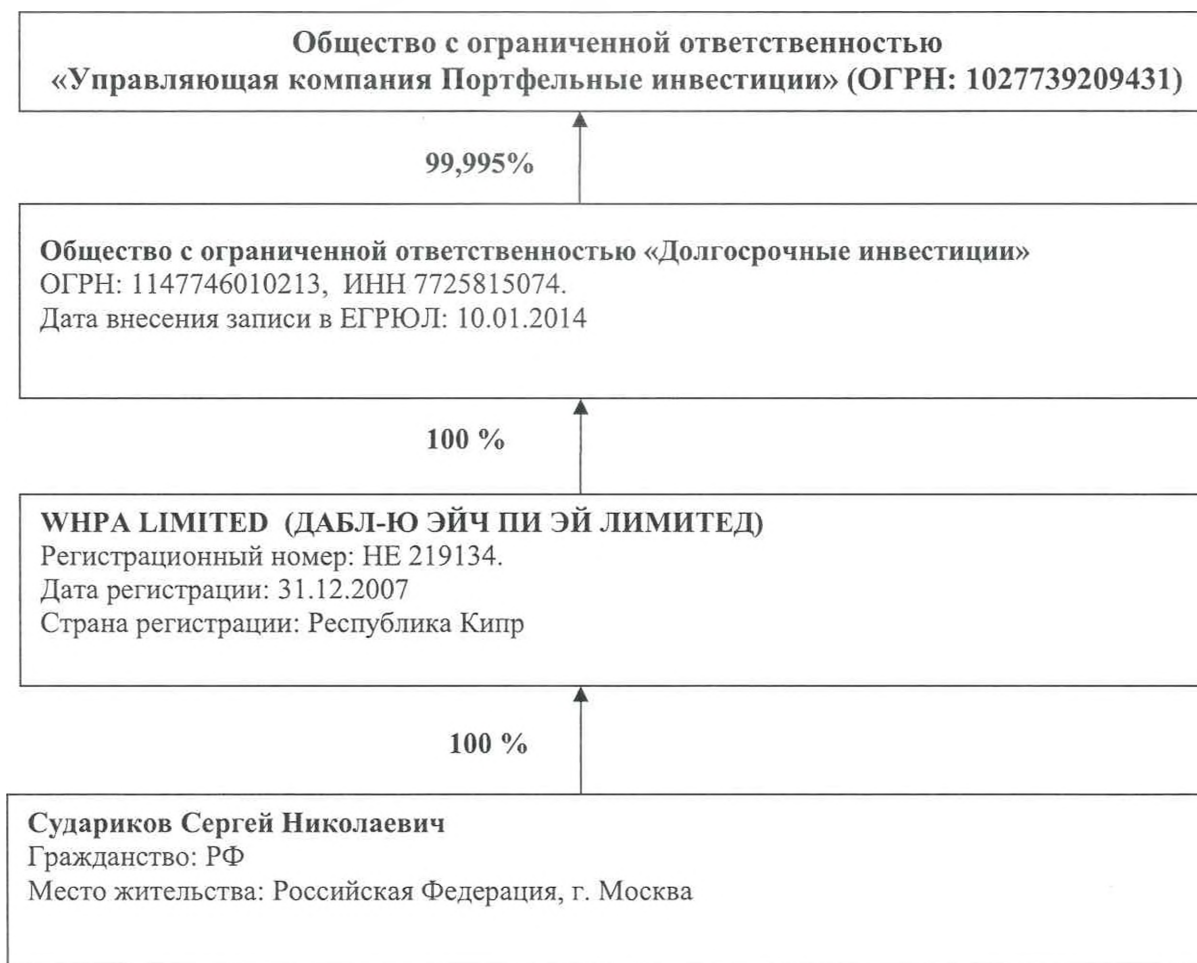 Общество с ограниченной ответственностью
«Управляющая компания Портфельные инвестиции» (ОГРН: 1027739209431)
99,995%
Общество с ограниченной ответственностью «Долгосрочные инвестиции»
ОГРН: 1147746010213, ИНН 7725815074.
Дата внесения записи в ЕГРЮЛ: 10.01.2014
100 %
WHPA LIMITED (ДАБЛ-Ю ЭЙЧ ПИ ЭЙ ЛИМИТЕД)
Регистрационный номер: HE 219134.
Дата регистрации: 31.12.2007
Страна регистрации: Республика Кипр
100 %
Судариков Сергей Николаевич
Гражданство: РФ
Место жительства: Российская Федерация, г. Москва